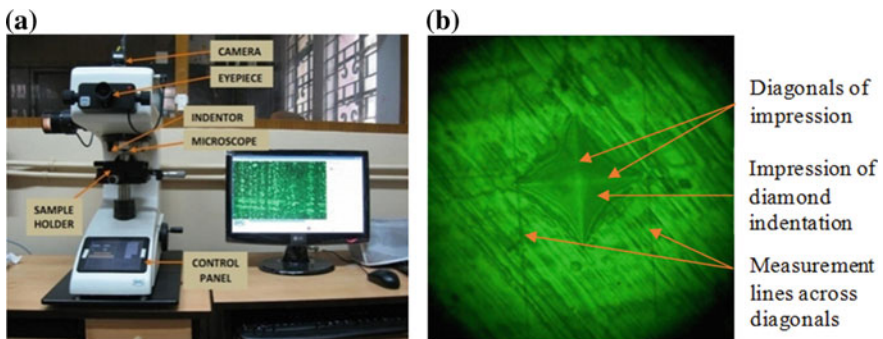 (a)
CAMERA
EYEPIECE
INDENTOR
MICROSCOPE
SAMPLE
HOLDER
CONTROL
PANEL
(b)
Diagonals of
impression
Impression of
diamond
indentation
Measurement
lines across
diagonals